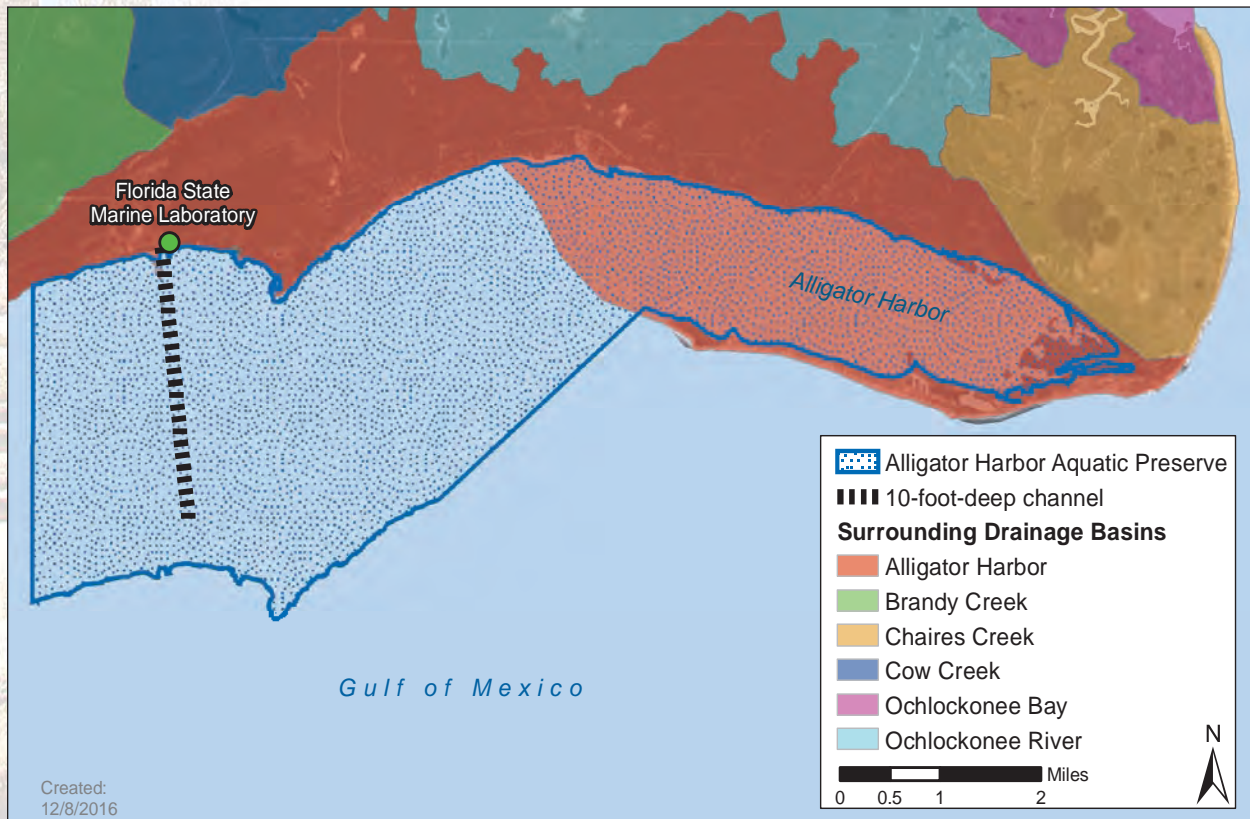 Florida State
Marine Laboratory
Alligator Harbor
Gulf of Mexico
Created:
12/8/2016
Alligator Harbor Aquatic Preserve
10-foot-deep channel
Surrounding Drainage Basins
Alligator Harbor
Brandy Creek
Chaires Creek
Cow Creek
Ochlockonee Bay
Ochlockonee River
Miles
0 0.5 1 2
N